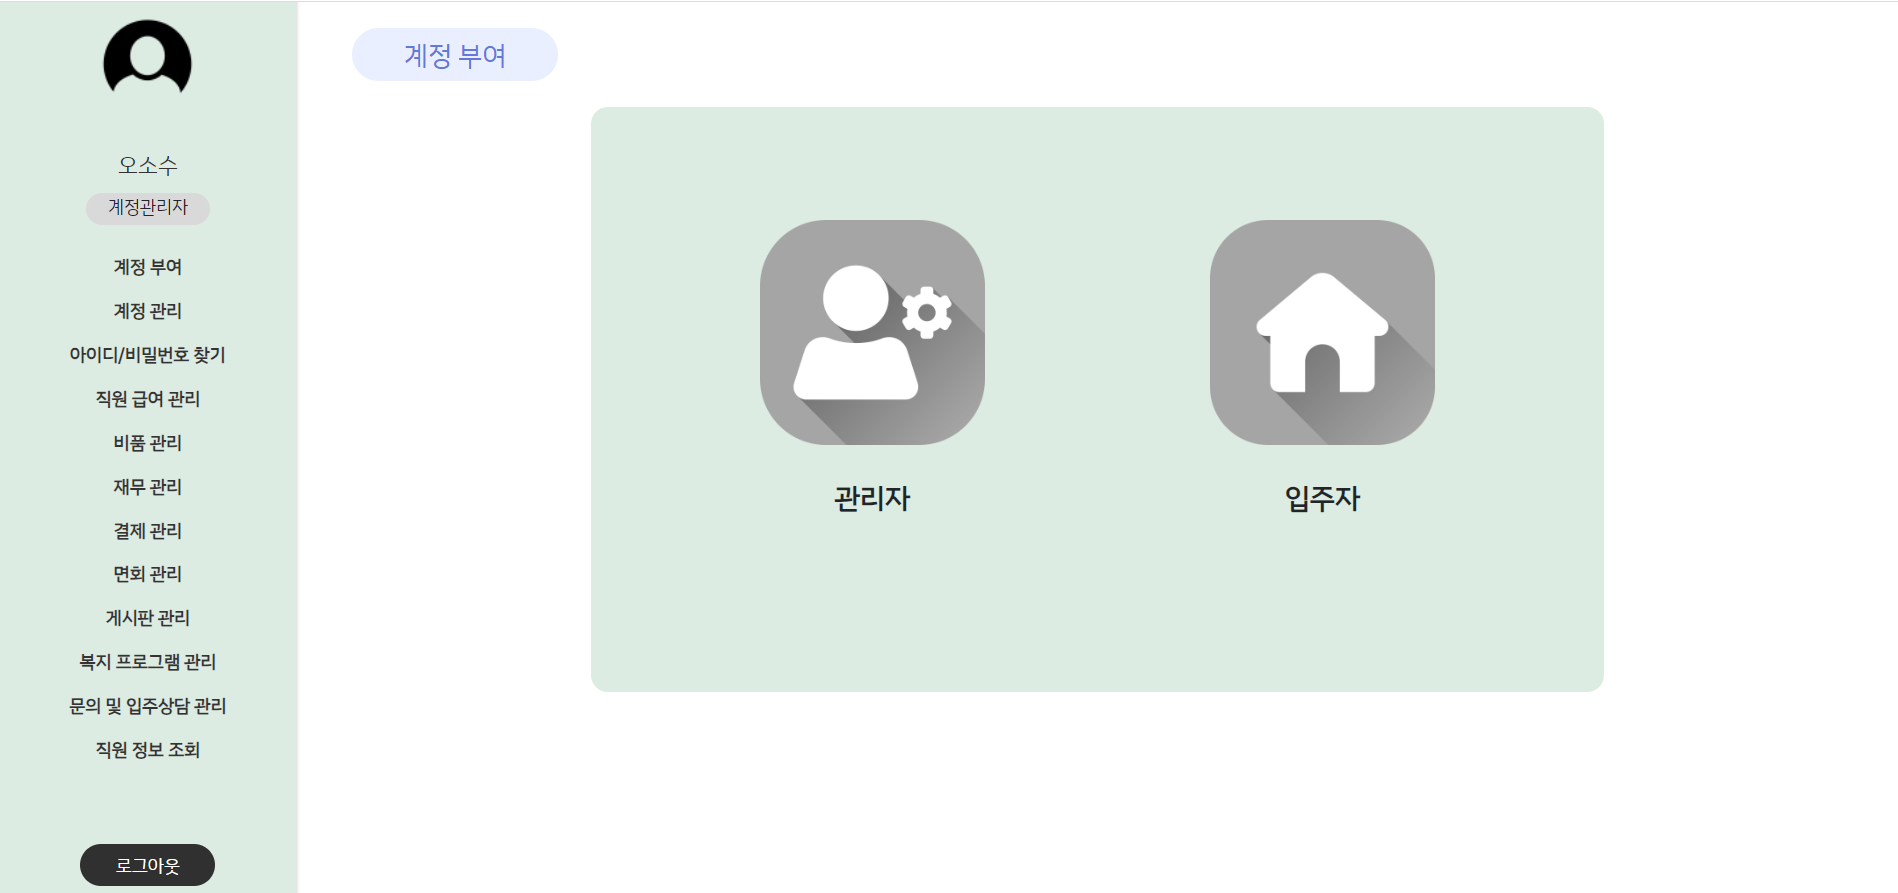 오소수
계정관리자
계정 부여
계정 관리
아이디/비밀번호 찾기
직원 급여 관리
비품 관리
재무 관리
결제 관리
면회 관리
게시판 관리
복지 프로그램 관리
문의 및 입주상담 관리
직원 정보 조회
로그아웃
계정 부여
관리자
입주자